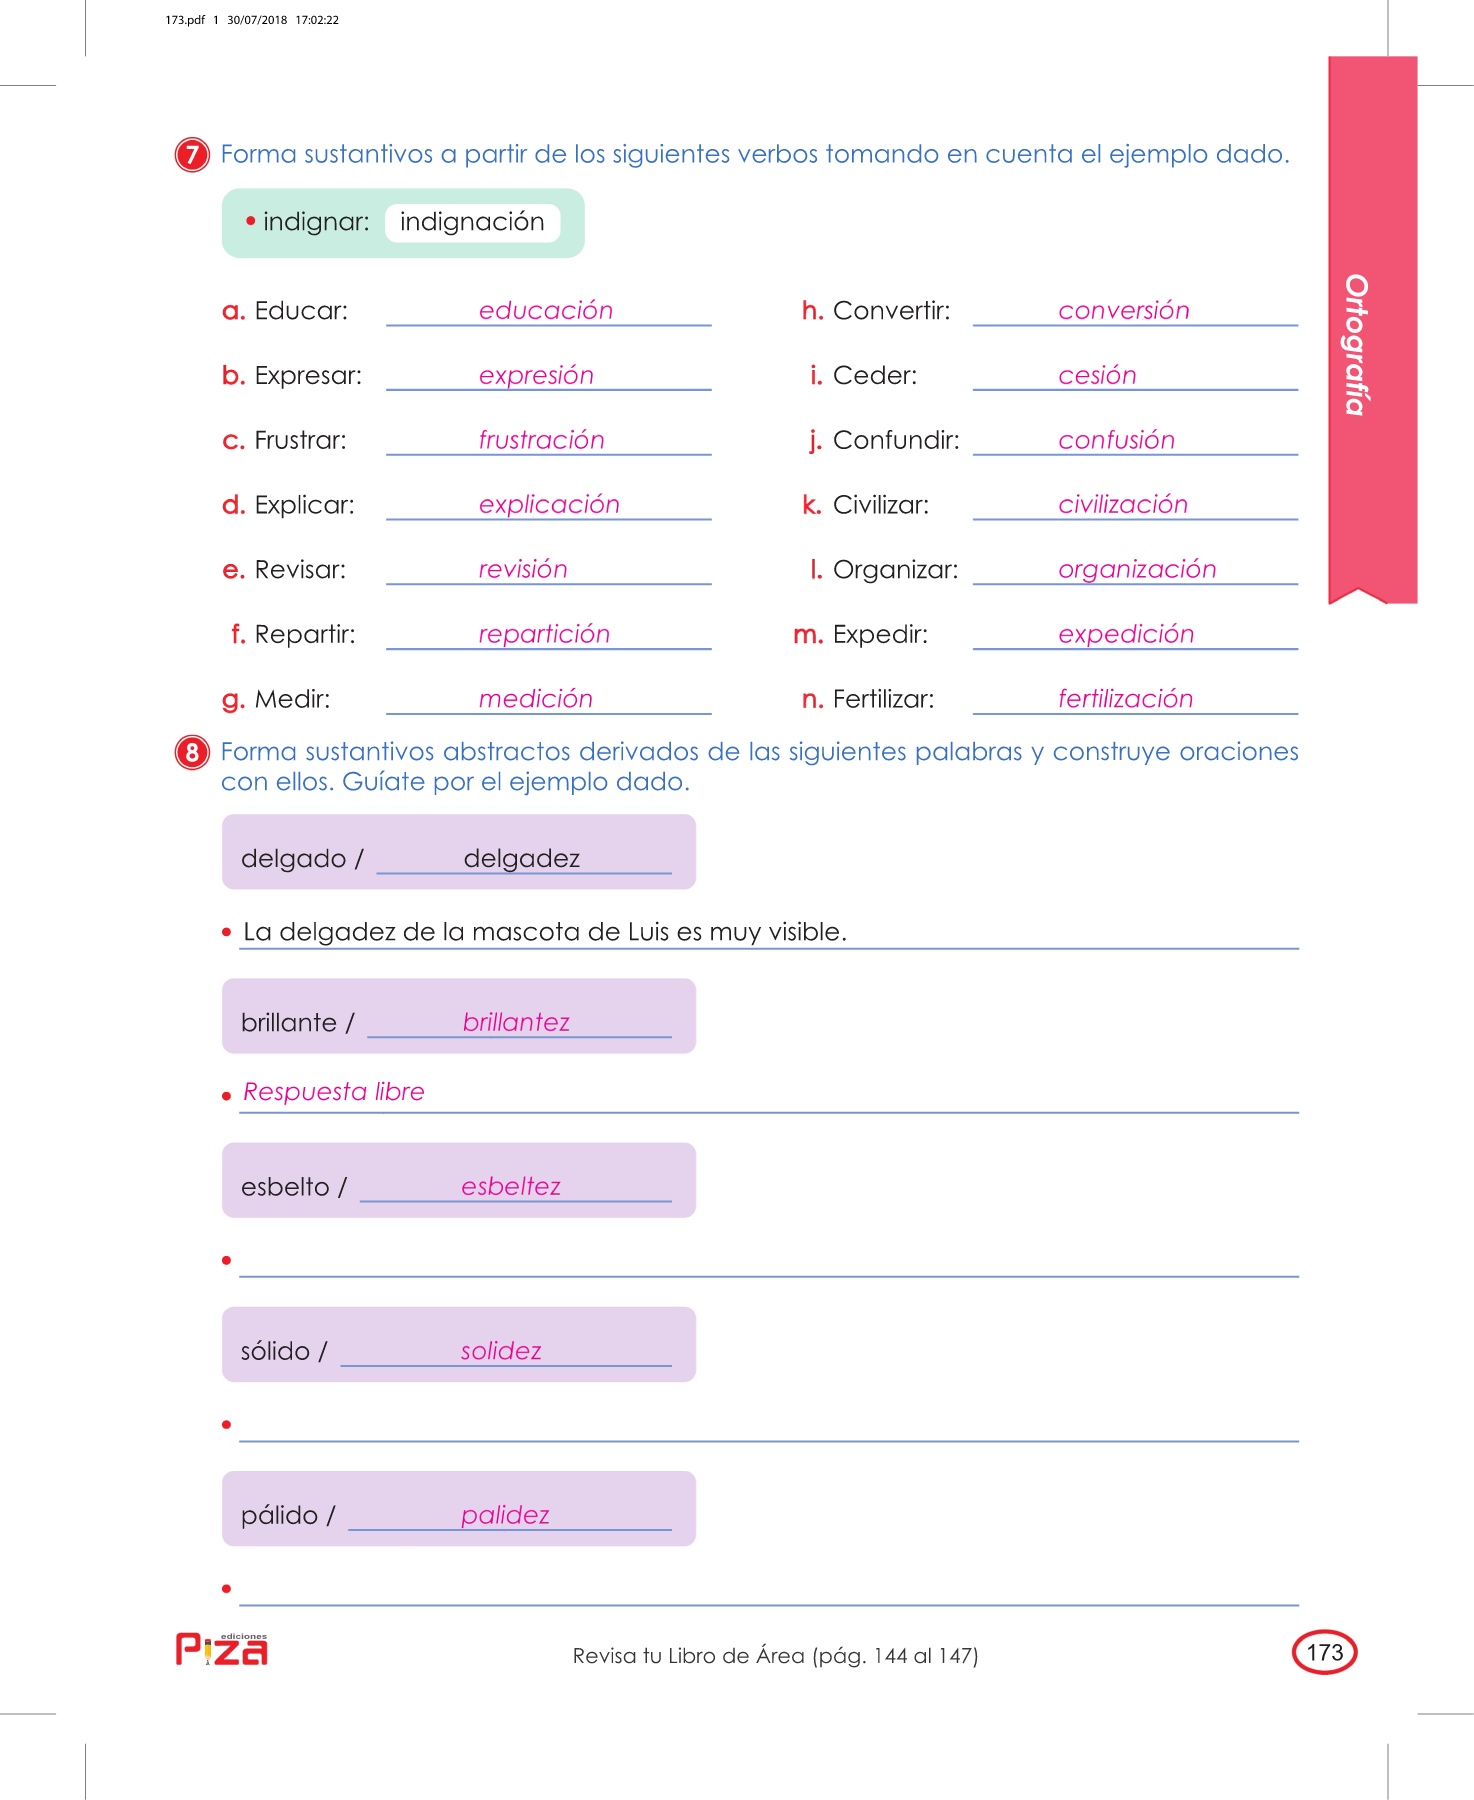 173.pdf 1 30/07/2018 17:02:22
Ortografía
7 Forma sustantivos a partir de los siguientes verbos tomando en cuenta el ejemplo dado.
• indignar: indignación
a. Educar: educación
b. Expresar: expresión
c. Frustrar: frustración
d. Explicar: explicación
e. Revisar: revisión
f. Repartir: repartición
g. Medir: medición
h. Convertir: conversión
i. Ceder: cesión
j. Confundir: confusión
k. Civilizar: civilización
l. Organizar: organización
m. Expedir: expedición
n. Fertilizar: fertilización
8 Forma sustantivos abstractos derivados de las siguientes palabras y construye oraciones
con ellos. Guíate por el ejemplo dado.
delgado / delgadez
• La delgadez de la mascota de Luis es muy visible.
brillante / brillantez
• Respuesta libre
esbelto / esbeltez
•
sólido / solidez
•
pálido / palidez
•
ediciones
Piza
Revisa tu Libro de Área (pág. 144 al 147)
173